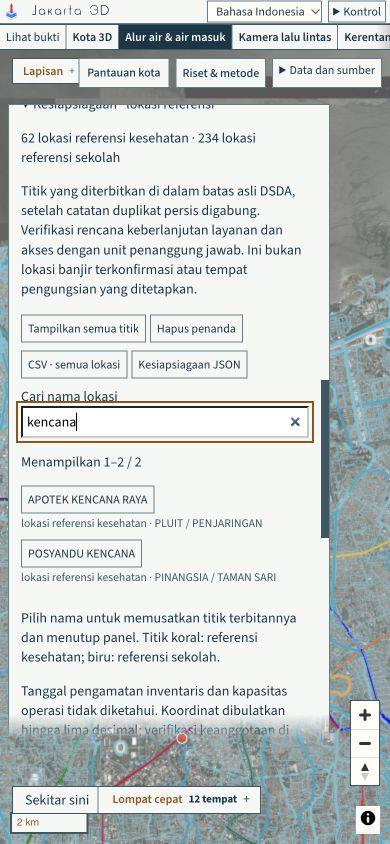 Jakarta 3D
Bahasa Indonesia
▶ Kontrol
Lihat bukti
Kota 3D
Alur air & air masuk
Kamera lalu lintas
Kerentan
Lapisan +
Pantauan kota
Riset & metode
▶ Data dan sumber
Kesiapsiagaan · lokasi referensi
62 lokasi referensi kesehatan · 234 lokasi
referensi sekolah
Titik yang diterbitkan di dalam batas asli DSDA,
setelah catatan duplikat persis digabung.
Verifikasi rencana keberlanjutan layanan dan
akses dengan unit penanggung jawab. Ini bukan
lokasi banjir terkonfirmasi atau tempat
pengungsian yang ditetapkan.
Tampilkan semua titik
Hapus penanda
CSV · semua lokasi
Kesiapsiagaan JSON
Cari nama lokasi
kencana
Menampilkan 1–2 / 2
APOTEK KENCANA RAYA
lokasi referensi kesehatan · PLUIT / PENJARINGAN
POSYANDU KENCANA
lokasi referensi kesehatan · PINANGSIA / TAMAN SARI
Pilih nama untuk memusatkan titik terbitannya
dan menutup panel. Titik koral: referensi
kesehatan; biru: referensi sekolah.
Tanggal pengamatan inventaris dan kapasitas
operasi tidak diketahui. Koordinat dibulatkan
hingga lima desimal; verifikasi keanggotaan di
Sekitar sini
Lompat cepat 12 tempat +
2 km